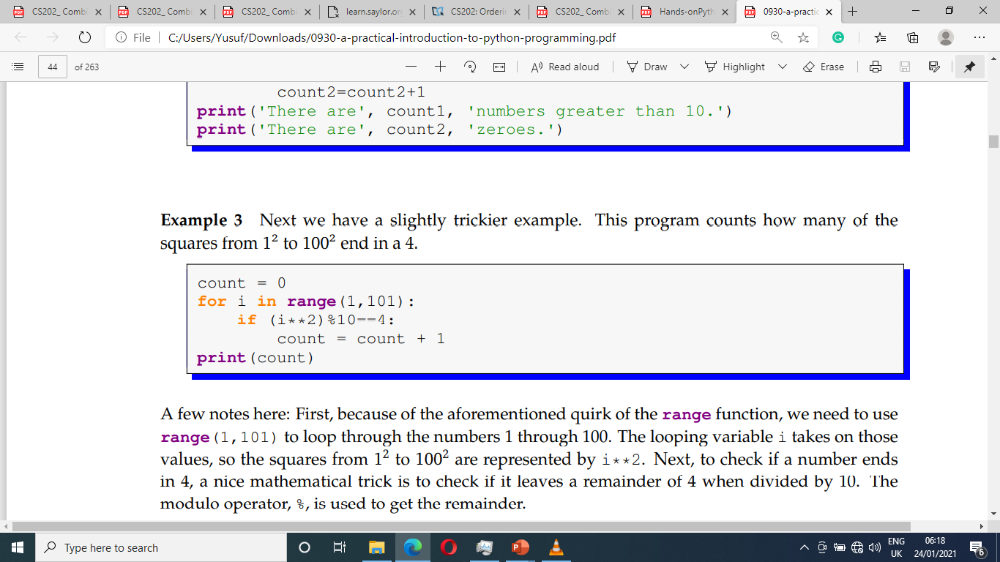 CS202_ Combi
CS202_ Combi
CS202_ Combi
learn.saylor.or
CS202: Orderin
CS202_ Combi
Hands-onPyth
0930-a-practic
File
C:/Users/Yusuf/Downloads/0930-a-practical-introduction-to-python-programming.pdf
44 of 263
Read aloud
Draw
Highlight
Erase
count2=count2+1
print('There are', count1, 'numbers greater than 10.')
print('There are', count2, 'zeroes.')
Example 3 Next we have a slightly trickier example. This program counts how many of the
squares from 1² to 100² end in a 4.
count = 0
for i in range(1,101):
if (i**2)%10==4:
count = count + 1
print(count)
A few notes here: First, because of the aforementioned quirk of the range function, we need to use
range(1,101) to loop through the numbers 1 through 100. The looping variable i takes on those
values, so the squares from 1² to 100² are represented by i**2. Next, to check if a number ends
in 4, a nice mathematical trick is to check if it leaves a remainder of 4 when divided by 10. The
modulo operator, %, is used to get the remainder.
Type here to search
ENG
UK
06:18
24/01/2021
6